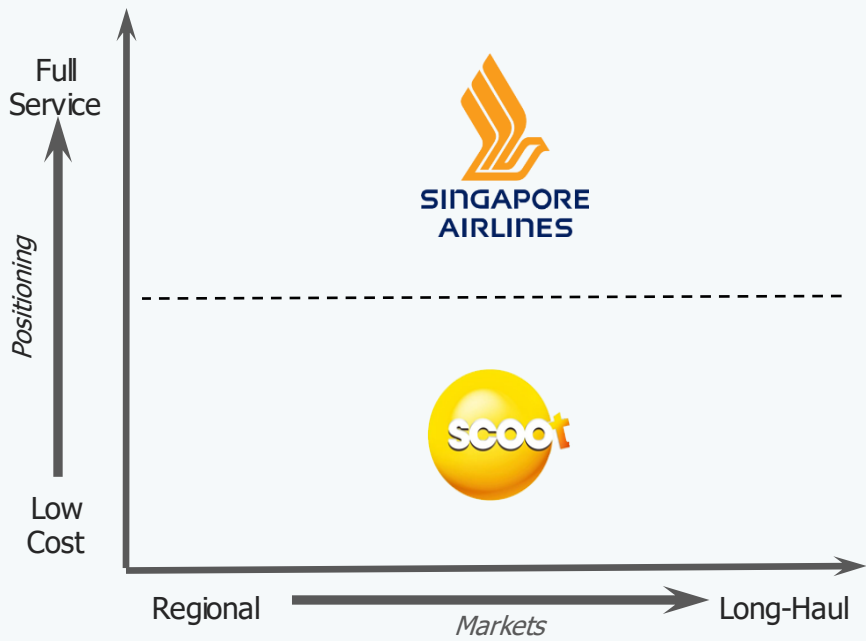 Full
Service
SINGAPORE
AIRLINES
Positioning
scoot
Low
Cost
Regional
Long-Haul
Markets